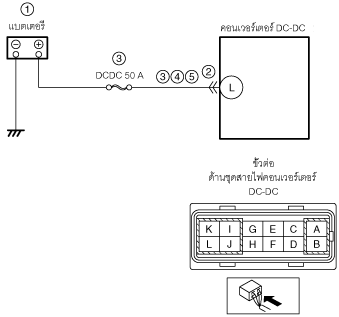 ①
แบตเตอรี่
คอนเวอร์เตอร์ DC-DC
③
DCDC 50 A
③④⑤
②
L
ขั้วต่อ
ด้านชุดสายไฟคอนเวอร์เตอร์
DC-DC
K I G E C A
L J H F D B